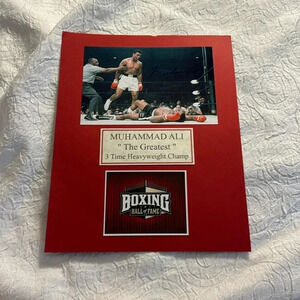 MUHAMMAD ALI
" The Greatest "
3 Time Heavyweight Champ
BOXING
HALL OF FAME